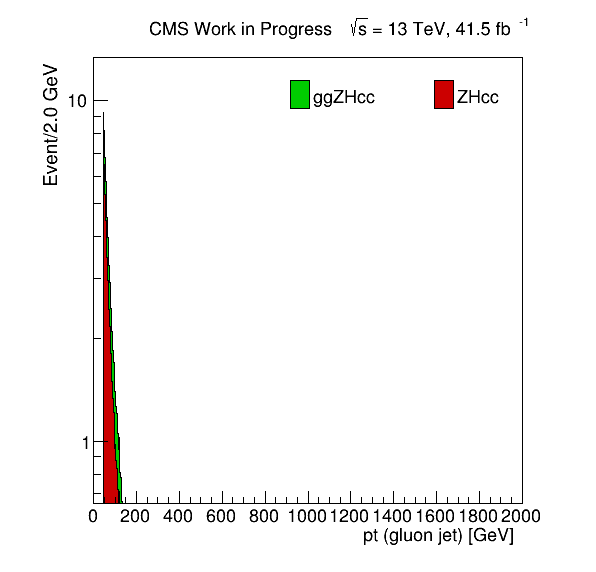 CMS Work in Progress √s = 13 TeV, 41.5 fb -1
Event/2.0 GeV
ggZHcc ZHcc
10
1
0 200 400 600 800 1000 1200 1400 1600 1800 2000
pt (gluon jet) [GeV]